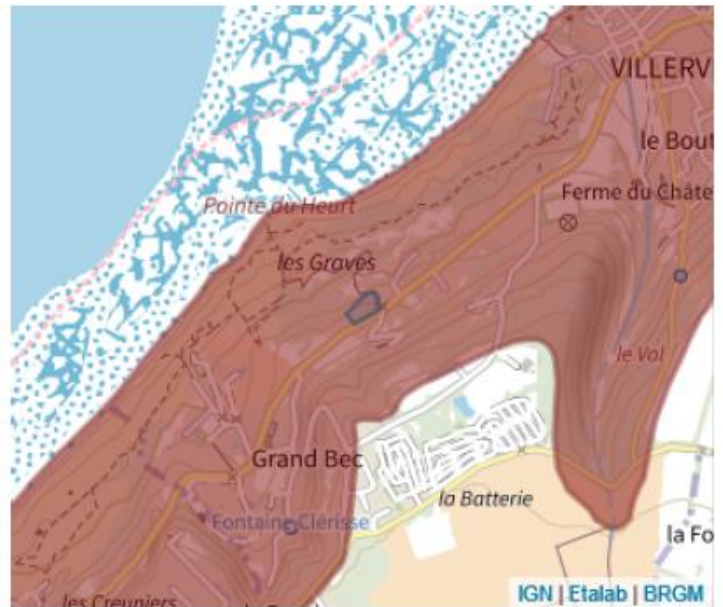 VILLERV
le Bout
Ferme du Châte
Pointe du Heurt
les Graves
le Val
Grand Bec
la Batterie
Fontaine Clérisse
la Fo
les Creuniers
IGN | Etalab | BRGM